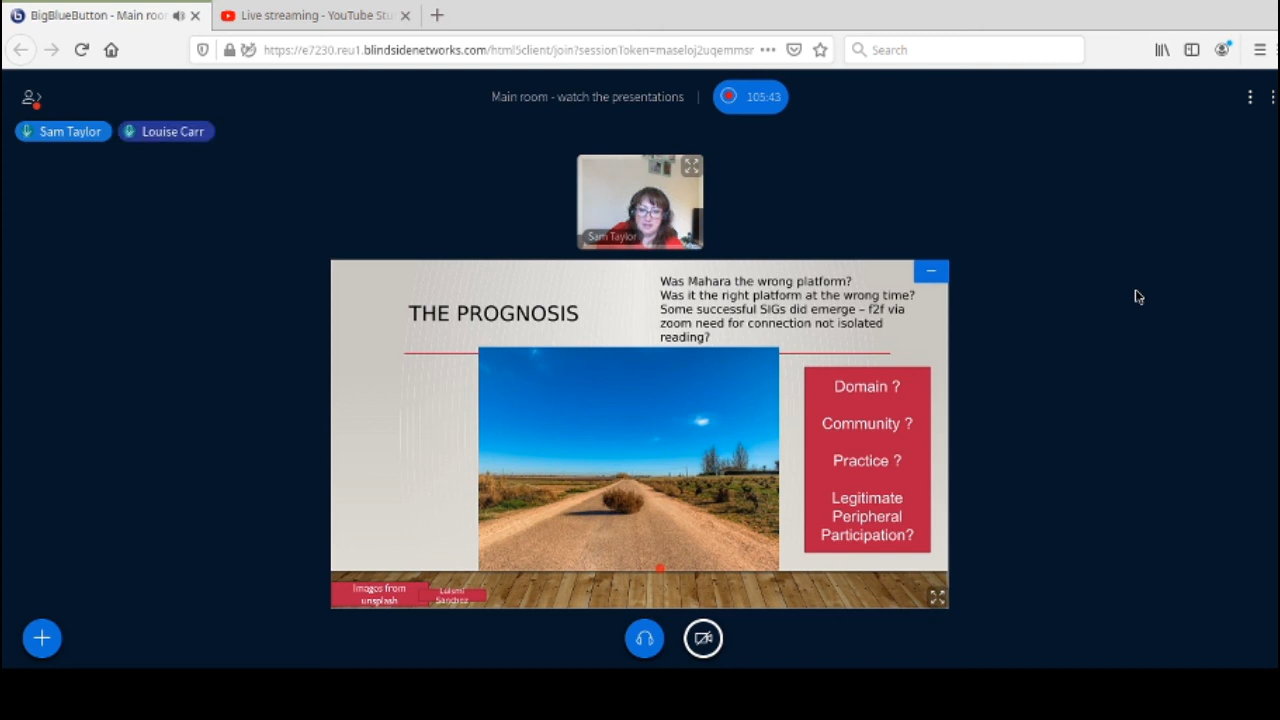 BigBlueButton - Main roo
Live streaming - YouTube Stu
https://e7230.reu1.blindsidenetworks.com/html5client/join?sessionToken=maseloj2uqemmsr
Search
Main room - watch the presentations
105:43
Sam Taylor
Louise Carr
Sam Taylor
Was Mahara the wrong platform?
Was it the right platform at the wrong time?
Some successful SIGs did emerge – f2f via
zoom need for connection not isolated
reading?
THE PROGNOSIS
Domain ?
Community ?
Practice ?
Legitimate
Peripheral
Participation?
Images from
unsplash
Luismi
Sanchez